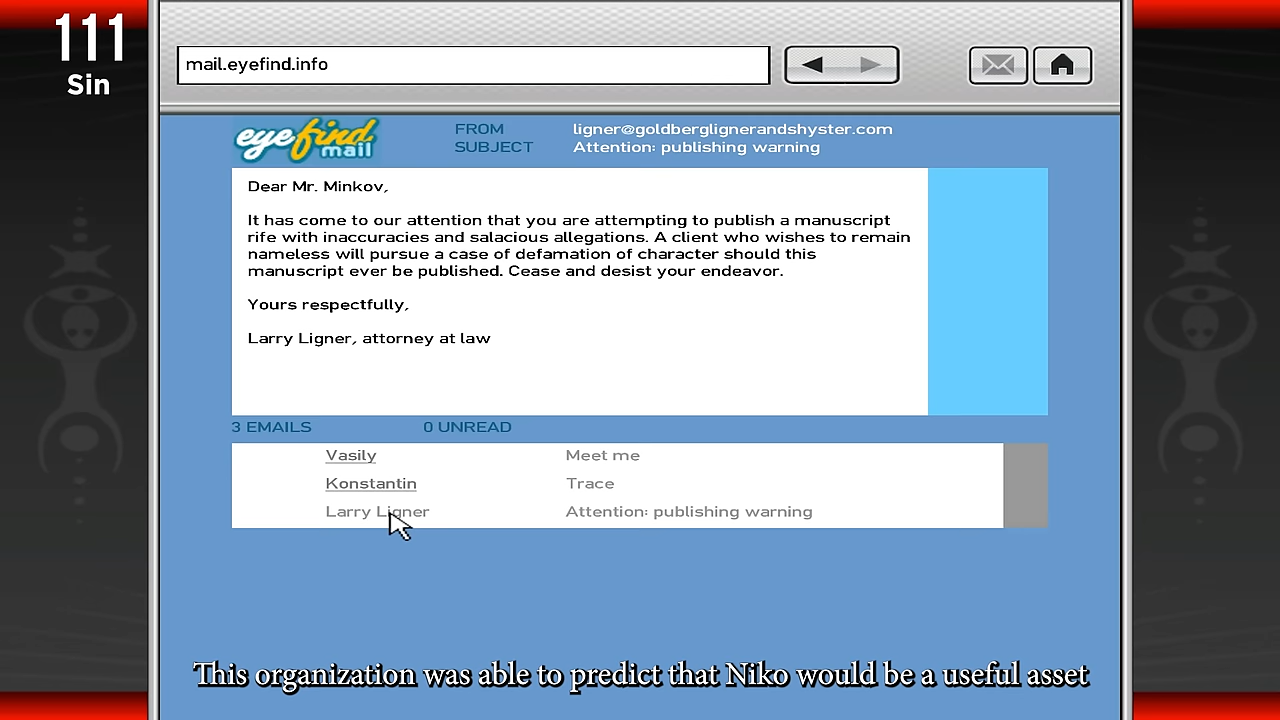 111
Sin
mail.eyefind.info
eyefind mail
FROM ligner@goldberglignerandshyster.com
SUBJECT Attention: publishing warning
Dear Mr. Minkov,
It has come to our attention that you are attempting to publish a manuscript
rife with inaccuracies and salacious allegations. A client who wishes to remain
nameless will pursue a case of defamation of character should this
manuscript ever be published. Cease and desist your endeavor.
Yours respectfully,
Larry Ligner, attorney at law
3 EMAILS 0 UNREAD
Vasily Meet me
Konstantin Trace
Larry Ligner Attention: publishing warning
This organization was able to predict that Niko would be a useful asset